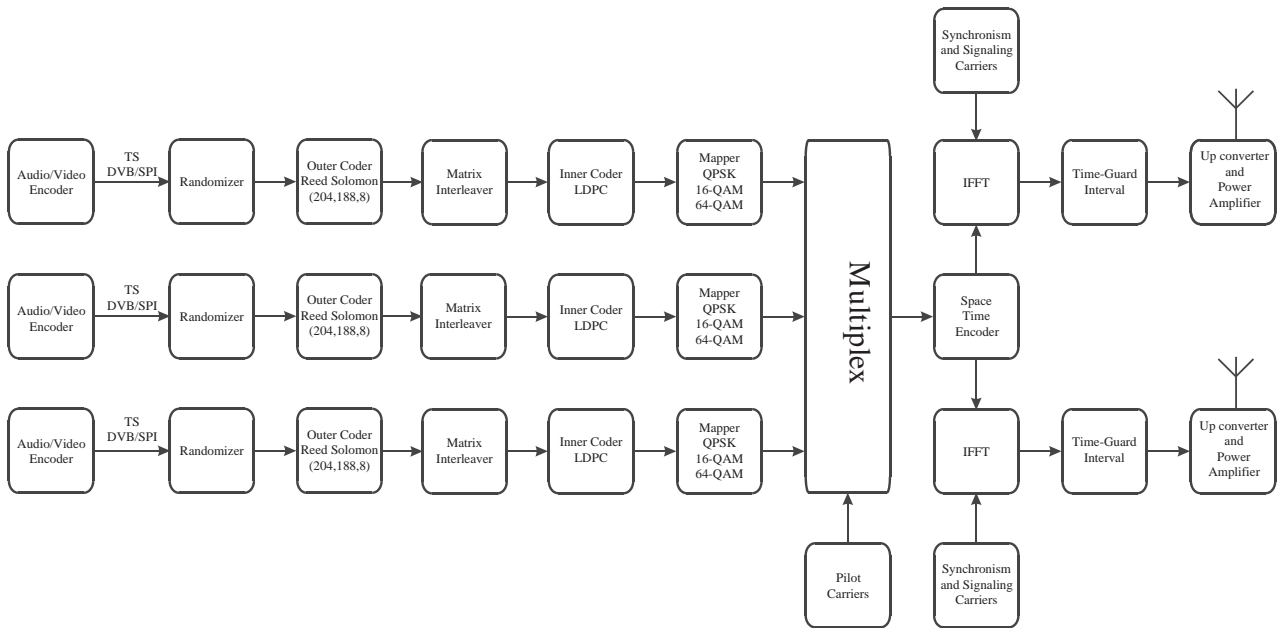 Synchronism
and Signaling
Carriers
TS
DVB/SPI
Audio/Video
Encoder
Randomizer
Outer Coder
Reed Solomon
(204,188,8)
Matrix
Interleaver
Inner Coder
LDPC
Mapper
QPSK
16-QAM
64-QAM
IFFT
Time-Guard
Interval
Up converter
and
Power
Amplifier
TS
DVB/SPI
Audio/Video
Encoder
Randomizer
Outer Coder
Reed Solomon
(204,188,8)
Matrix
Interleaver
Inner Coder
LDPC
Mapper
QPSK
16-QAM
64-QAM
Multiplex
Space
Time
Encoder
TS
DVB/SPI
Audio/Video
Encoder
Randomizer
Outer Coder
Reed Solomon
(204,188,8)
Matrix
Interleaver
Inner Coder
LDPC
Mapper
QPSK
16-QAM
64-QAM
IFFT
Time-Guard
Interval
Up converter
and
Power
Amplifier
Pilot
Carriers
Synchronism
and Signaling
Carriers